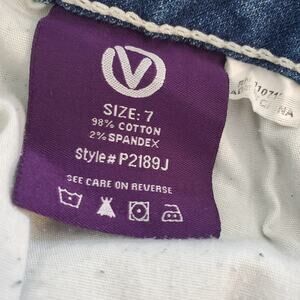 V
SIZE: 7
98% COTTON
2% SPANDEX
Style# P2189J
SEE CARE ON REVERSE